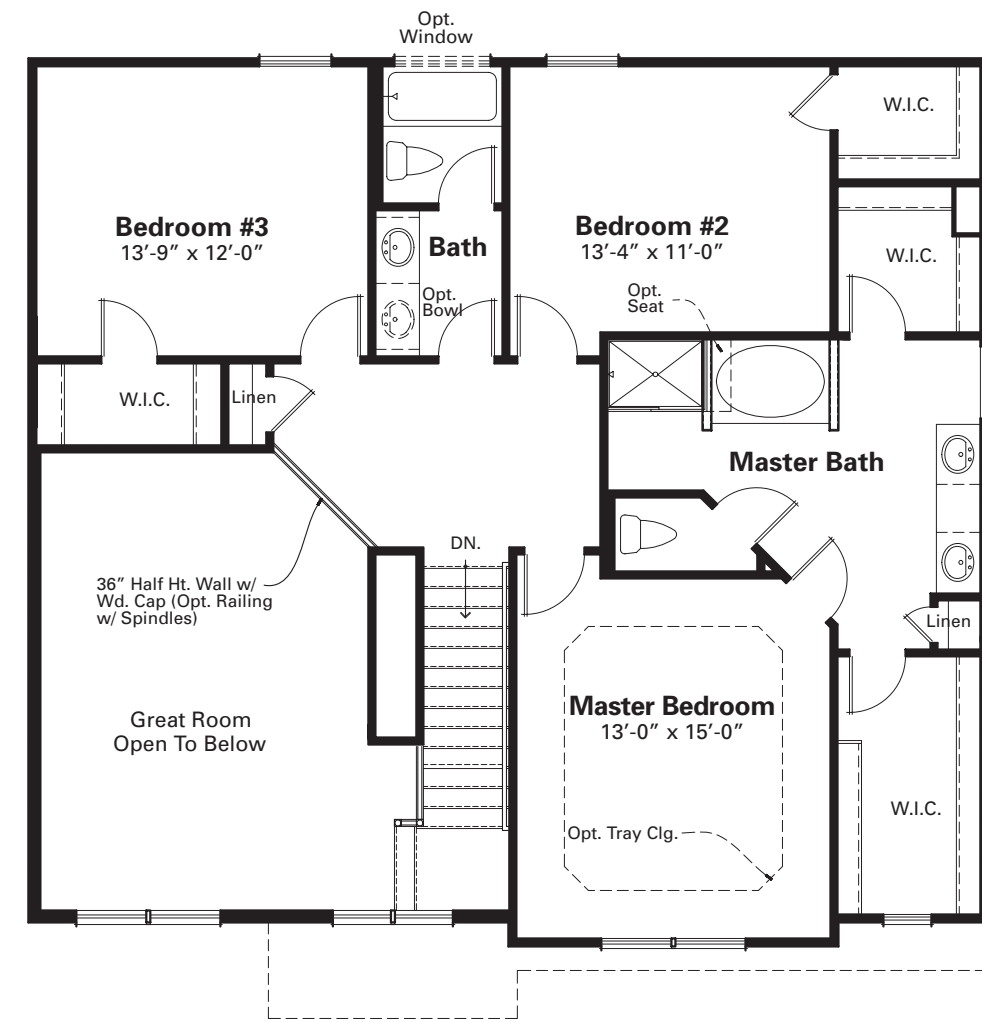 Opt.
Window
W.I.C.
Bedroom #3
13’-9” x 12’-0”
Bath
Bedroom #2
13’-4” x 11’-0”
W.I.C.
Opt.
Bowl
Opt.
Seat
W.I.C.
Linen
Master Bath
DN.
36” Half Ht. Wall w/
Wd. Cap (Opt. Railing
w/ Spindles)
Linen
Great Room
Open To Below
Master Bedroom
13’-0” x 15’-0”
W.I.C.
Opt. Tray Clg.